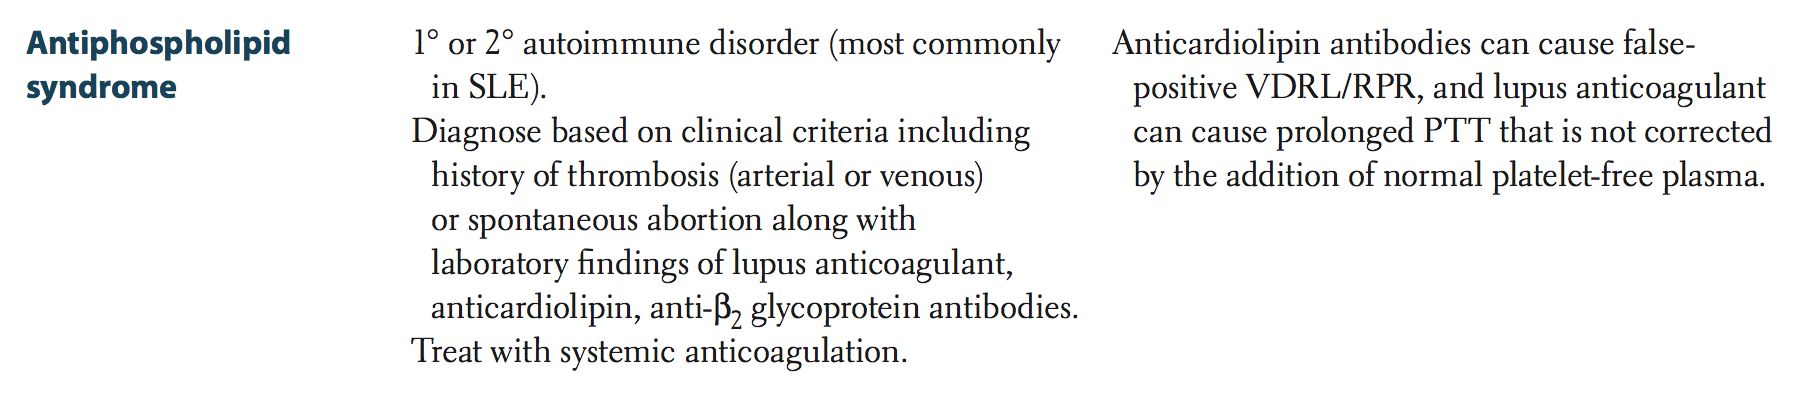 Antiphospholipid
syndrome
1° or 2° autoimmune disorder (most commonly
in SLE).
Diagnose based on clinical criteria including
history of thrombosis (arterial or venous)
or spontaneous abortion along with
laboratory findings of lupus anticoagulant,
anticardiolipin, anti-β₂ glycoprotein antibodies.
Treat with systemic anticoagulation.
Anticardiolipin antibodies can cause false-
positive VDRL/RPR, and lupus anticoagulant
can cause prolonged PTT that is not corrected
by the addition of normal platelet-free plasma.